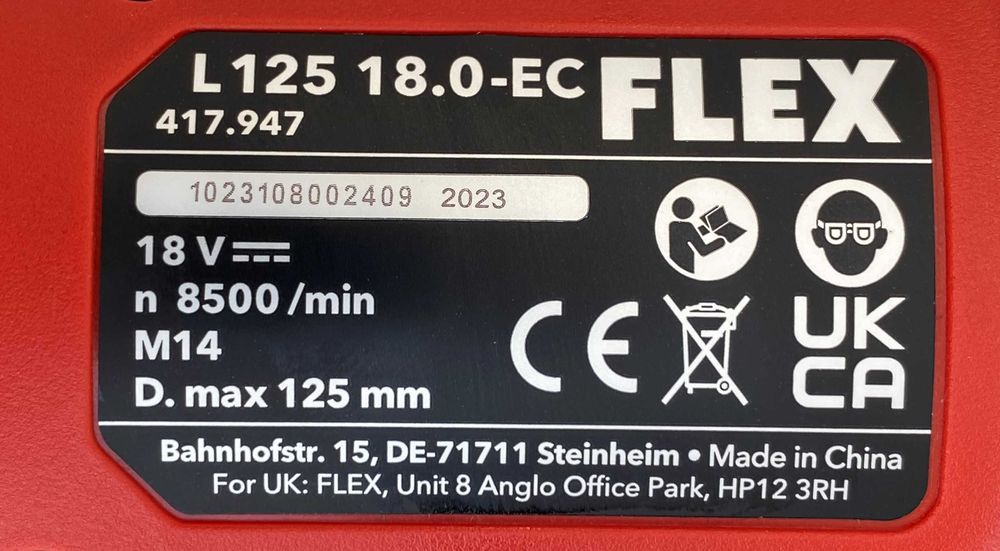 L 125 18.0-EC FLEX
417.947
1023108002409 2023
18 V
n 8500 /min
M14
D. max 125 mm
CE
UK
CA
Bahnhofstr. 15, DE-71711 Steinheim • Made in China
For UK: FLEX, Unit 8 Anglo Office Park, HP12 3RH